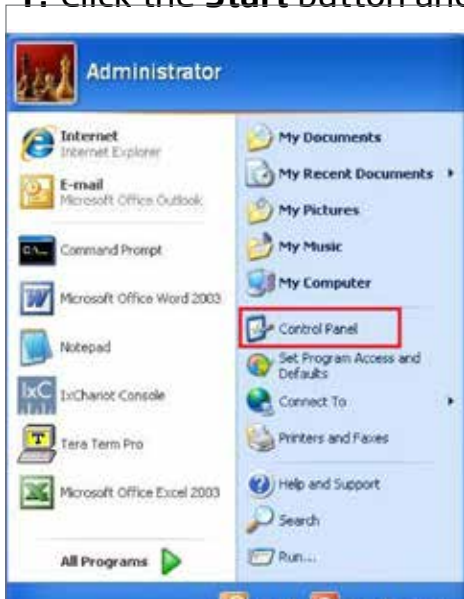 1. Click the Start button and
Administrator
Internet
Internet Explorer
E-mail
Microsoft Office Outlook
Command Prompt
Microsoft Office Word 2003
Notepad
IxChariot Console
Tera Term Pro
Microsoft Office Excel 2003
All Programs
My Documents
My Recent Documents
My Pictures
My Music
My Computer
Control Panel
Set Program Access and
Defaults
Connect To
Printers and Faxes
Help and Support
Search
Run...